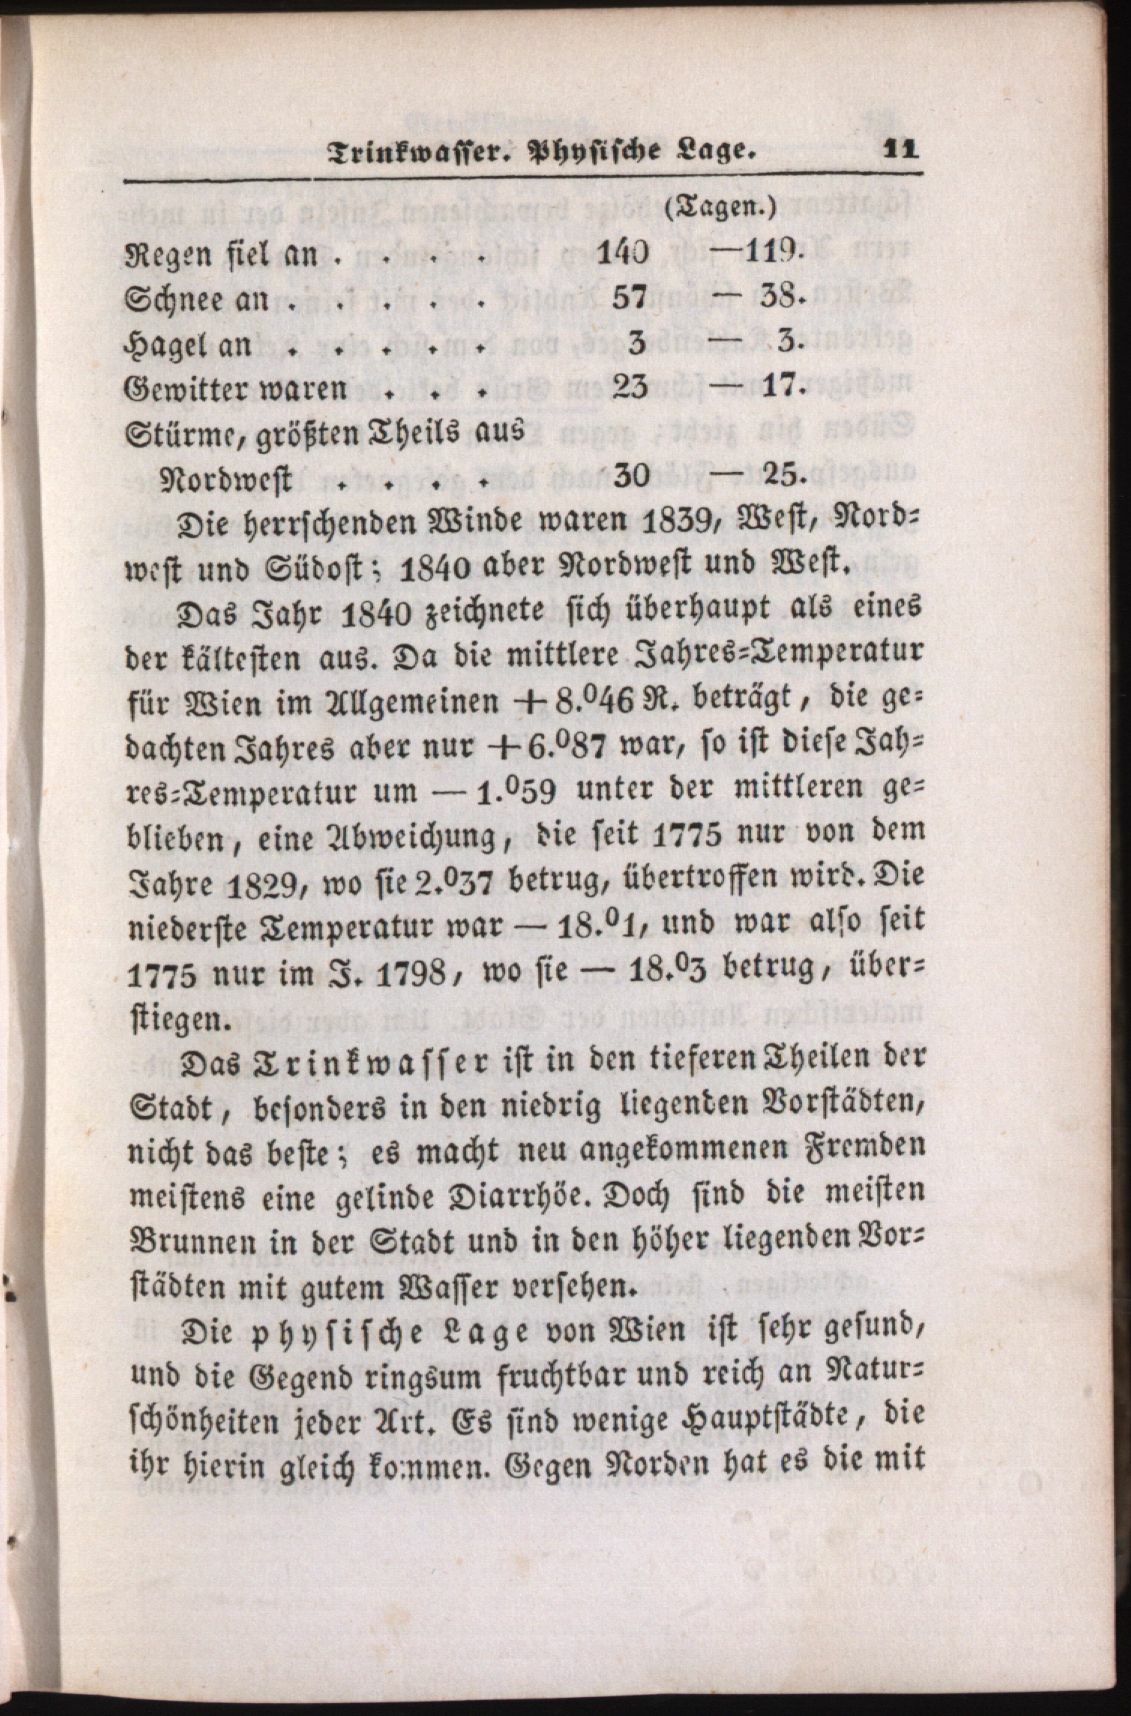 Trinkwasser. Physische Lage. 11
(Tagen.)
Regen fiel an . . . . 140 —119.
Schnee an . . . . . 57 — 38.
Hagel an . . . . . 3 — 3.
Gewitter waren . . . 23 — 17.
Stürme, größten Theils aus
Nordwest . . . . 30 — 25.
Die herrschenden Winde waren 1839, West, Nord-
west und Südost; 1840 aber Nordwest und West.
Das Jahr 1840 zeichnete sich überhaupt als eines
der kältesten aus. Da die mittlere Jahres-Temperatur
für Wien im Allgemeinen + 8.⁰46 R. beträgt, die ge-
dachten Jahres aber nur + 6.⁰87 war, so ist diese Jah-
res-Temperatur um — 1.⁰59 unter der mittleren ge-
blieben, eine Abweichung, die seit 1775 nur von dem
Jahre 1829, wo sie 2.⁰37 betrug, übertroffen wird. Die
niederste Temperatur war — 18.⁰1, und war also seit
1775 nur im J. 1798, wo sie — 18.⁰3 betrug, über-
stiegen.
Das Trinkwasser ist in den tieferen Theilen der
Stadt, besonders in den niedrig liegenden Vorstädten,
nicht das beste; es macht neu angekommenen Fremden
meistens eine gelinde Diarrhöe. Doch sind die meisten
Brunnen in der Stadt und in den höher liegenden Vor-
städten mit gutem Wasser versehen.
Die physische Lage von Wien ist sehr gesund,
und die Gegend ringsum fruchtbar und reich an Natur-
schönheiten jeder Art. Es sind wenige Hauptstädte, die
ihr hierin gleich kommen. Gegen Norden hat es die mit